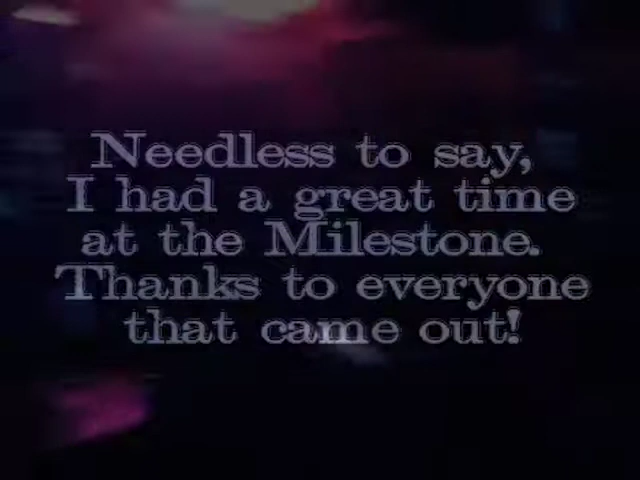 Needless to say,
I had a great time
at the Milestone.
Thanks to everyone
that came out!